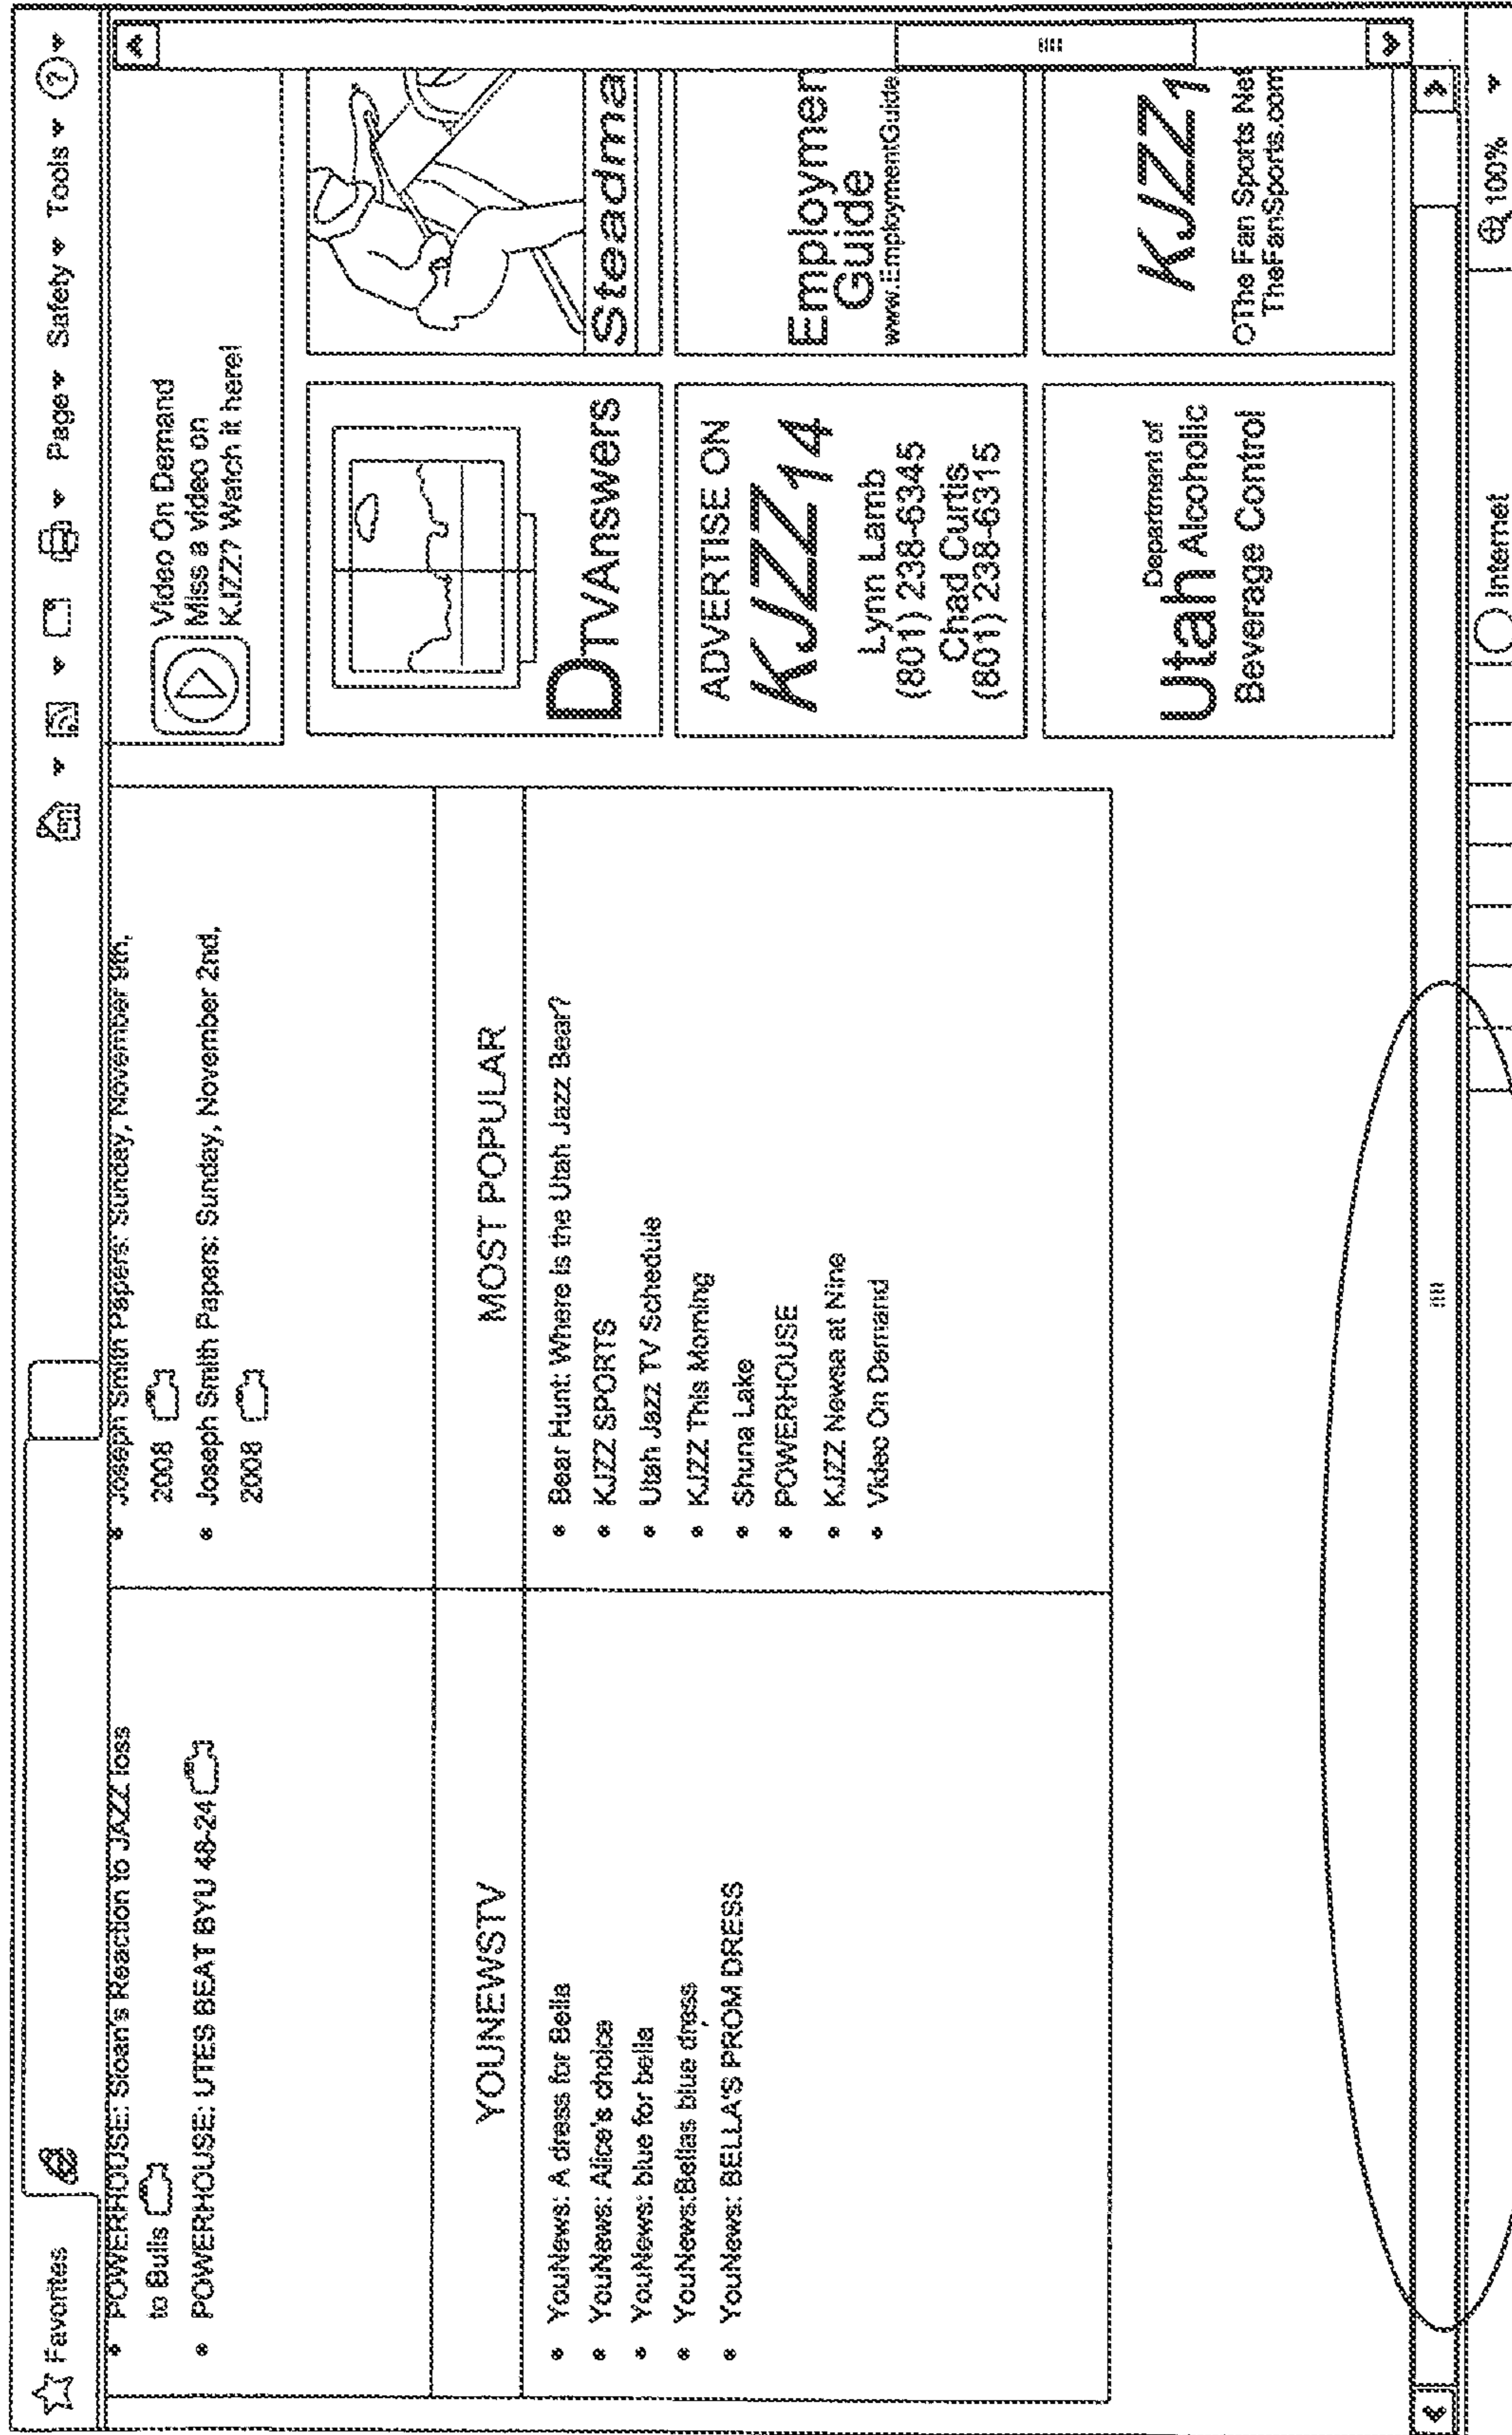 Favorites
Page
Safety
Tools
?
POWERHOUSE: Sloan's Reaction to JAZZ loss
to Bulls
POWERHOUSE: UTES BEAT BYU 48-24
Joseph Smith Papers: Sunday, November 9th,
2008
Joseph Smith Papers: Sunday, November 2nd,
2008
YOUNEWSTV
YouNews: A dress for Bella
YouNews: Alice's choice
YouNews: blue for bella
YouNews:Bellas blue dress
YouNews: BELLA'S PROM DRESS
MOST POPULAR
Bear Hunt: Where is the Utah Jazz Bear?
KJZZ SPORTS
Utah Jazz TV Schedule
KJZZ This Morning
Shuna Lake
POWERHOUSE
KJZZ Newsa at Nine
Video On Demand
Video On Demand
Miss a video on
KJZZ? Watch it here!
DTVAnswers
Steadma
ADVERTISE ON
KJZZ14
Lynn Lamb
(801) 238-6345
Chad Curtis
(801) 238-6315
Employmen
Guide
www.EmploymentGuide
Department of
Utah Alcoholic
Beverage Control
KJZZ1
OThe Fan Sports Net
TheFanSports.com
Internet
100%